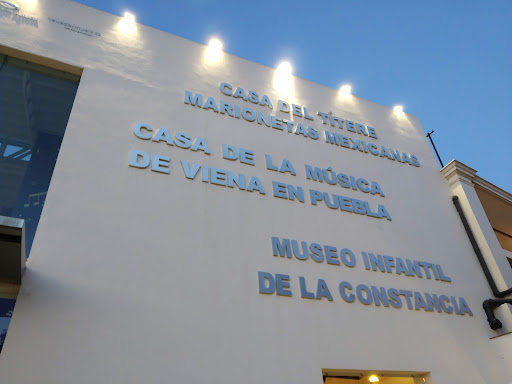 CASA DEL TÍTERE
MARIONETAS MEXICANAS
CASA DE LA MÚSICA
DE VIENA EN PUEBLA
MUSEO INFANTIL
DE LA CONSTANCIA